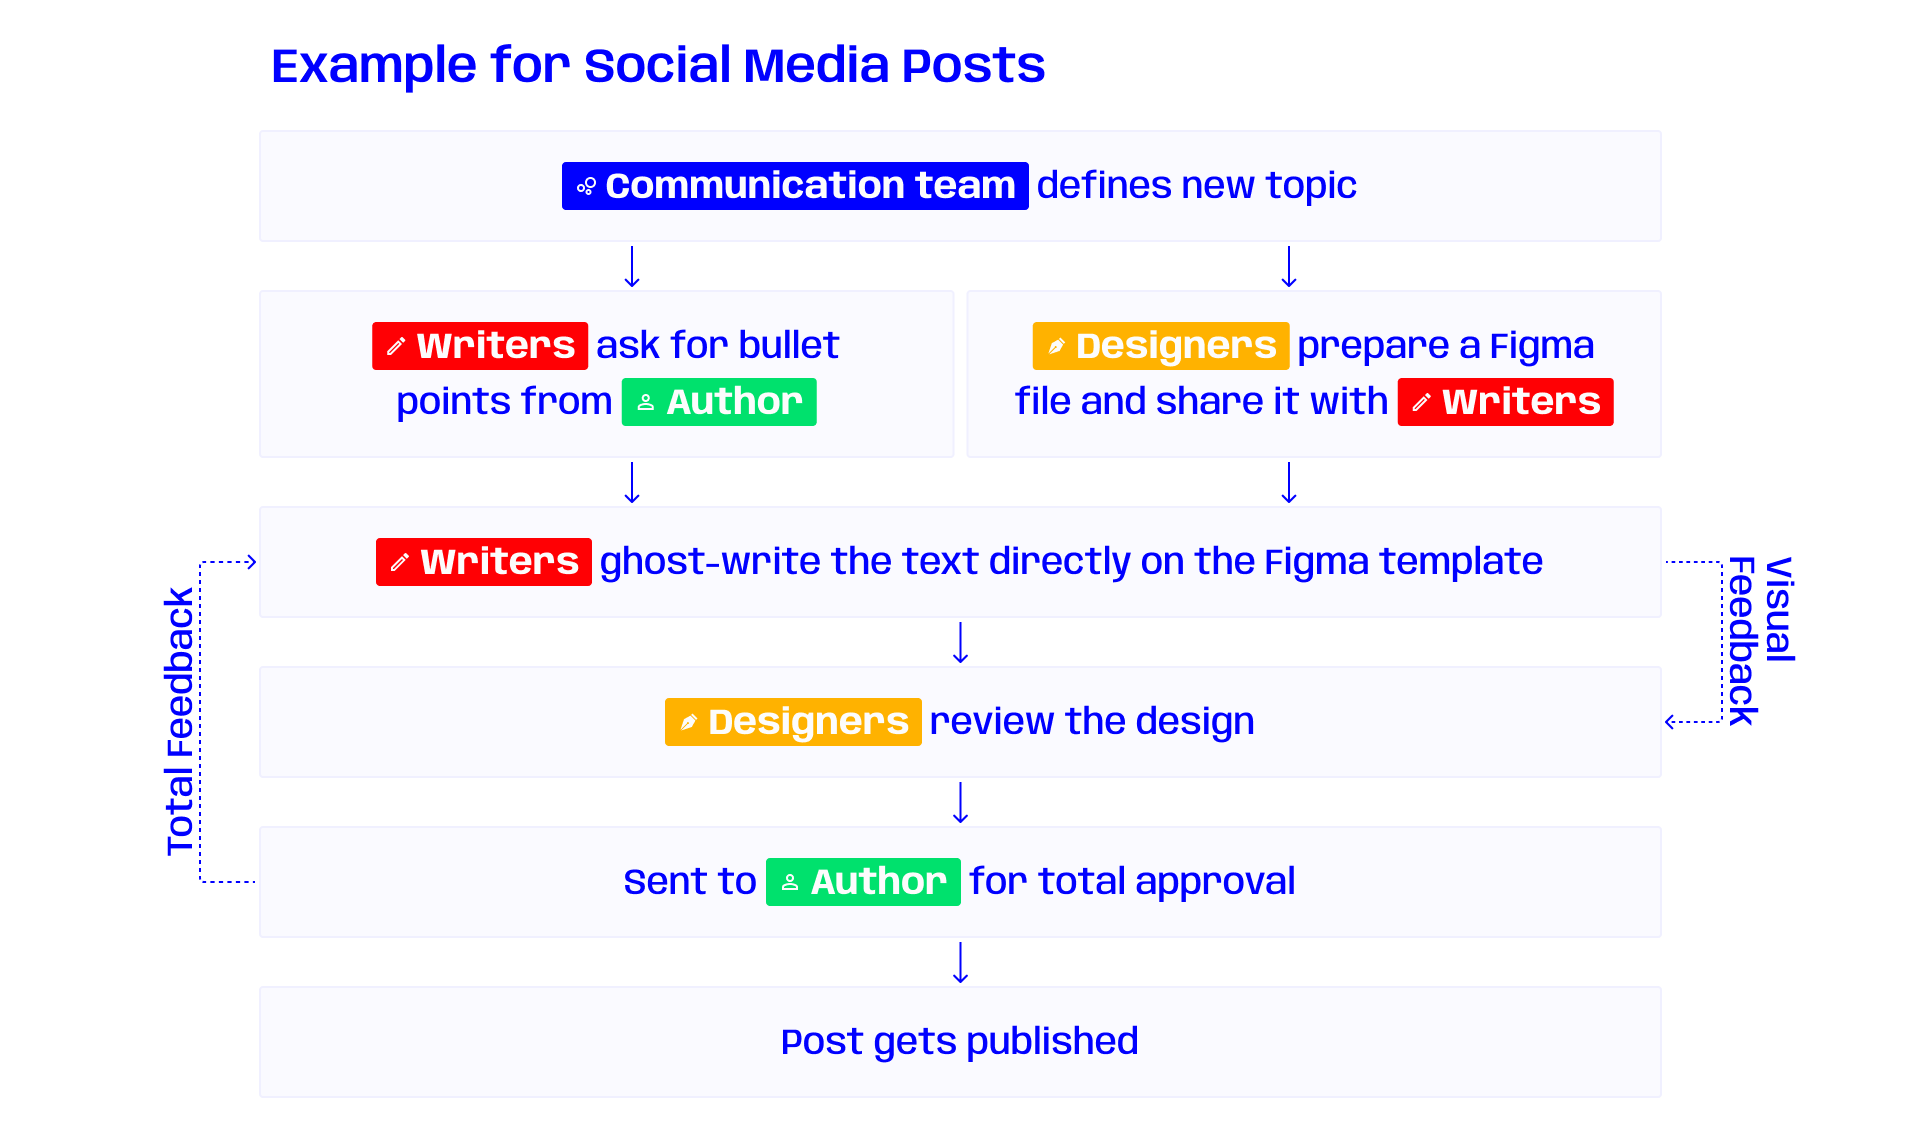 Example for Social Media Posts
Communication team defines new topic
Writers ask for bullet
points from Author
Designers prepare a Figma
file and share it with Writers
Writers ghost-write the text directly on the Figma template
Visual
Feedback
Total Feedback
Designers review the design
Sent to Author for total approval
Post gets published